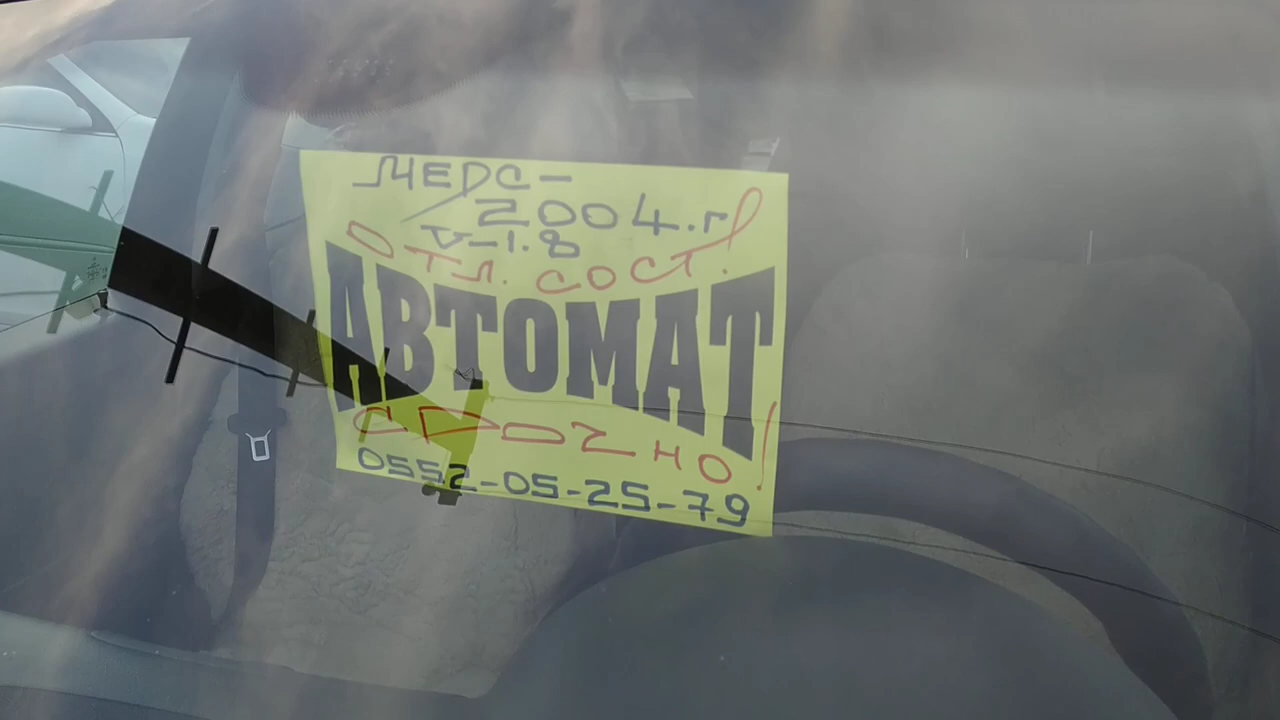 МЕРС-
2004.г
V-1.8
ОТЛ. СОСТ.!
АВТОМАТ
СРОЧНО!
0552-05-25-79